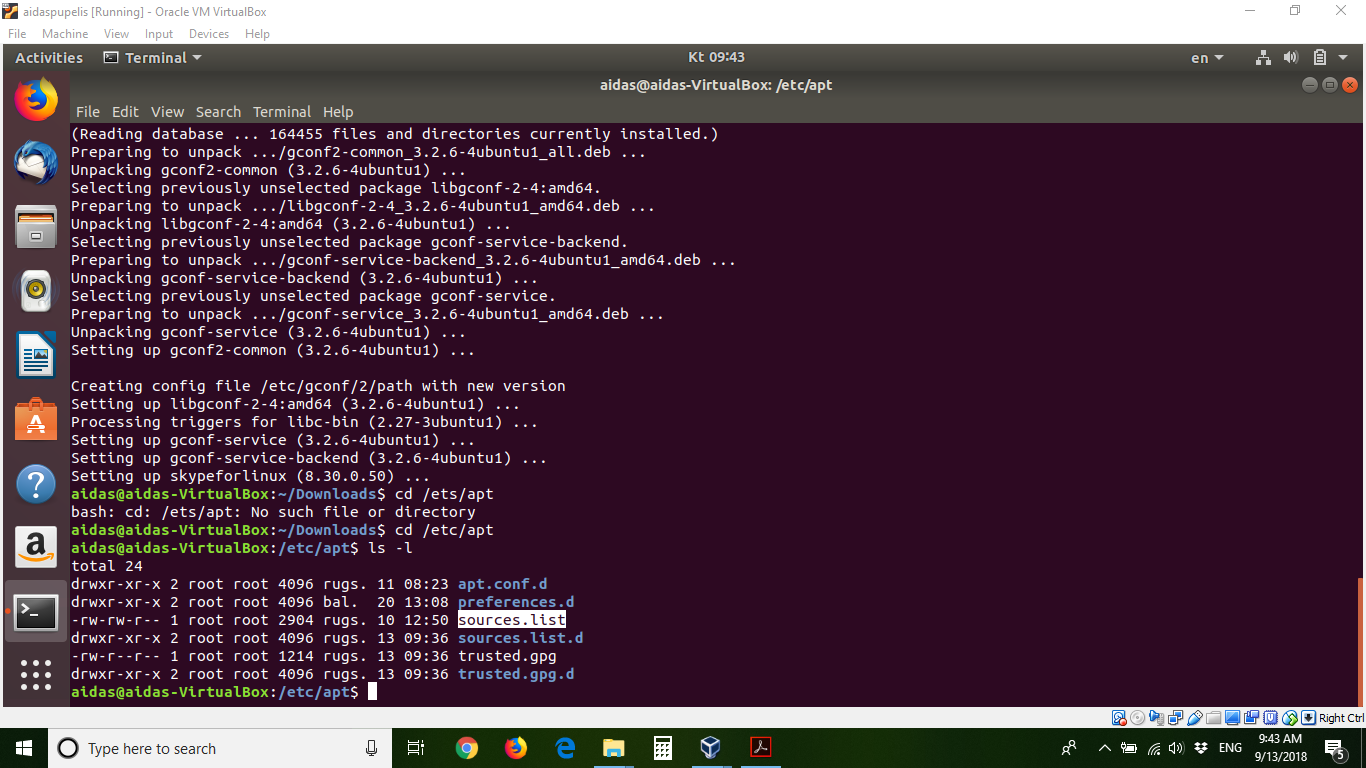 aidaspupelis [Running] - Oracle VM VirtualBox
File Machine View Input Devices Help
Activities Terminal Kt 09:43 en
aidas@aidas-VirtualBox: /etc/apt
File Edit View Search Terminal Help
(Reading database ... 164455 files and directories currently installed.)
Preparing to unpack .../gconf2-common_3.2.6-4ubuntu1_all.deb ...
Unpacking gconf2-common (3.2.6-4ubuntu1) ...
Selecting previously unselected package libgconf-2-4:amd64.
Preparing to unpack .../libgconf-2-4_3.2.6-4ubuntu1_amd64.deb ...
Unpacking libgconf-2-4:amd64 (3.2.6-4ubuntu1) ...
Selecting previously unselected package gconf-service-backend.
Preparing to unpack .../gconf-service-backend_3.2.6-4ubuntu1_amd64.deb ...
Unpacking gconf-service-backend (3.2.6-4ubuntu1) ...
Selecting previously unselected package gconf-service.
Preparing to unpack .../gconf-service_3.2.6-4ubuntu1_amd64.deb ...
Unpacking gconf-service (3.2.6-4ubuntu1) ...
Setting up gconf2-common (3.2.6-4ubuntu1) ...
Creating config file /etc/gconf/2/path with new version
Setting up libgconf-2-4:amd64 (3.2.6-4ubuntu1) ...
Processing triggers for libc-bin (2.27-3ubuntu1) ...
Setting up gconf-service (3.2.6-4ubuntu1) ...
Setting up gconf-service-backend (3.2.6-4ubuntu1) ...
Setting up skypeforlinux (8.30.0.50) ...
aidas@aidas-VirtualBox:~/Downloads$ cd /ets/apt
bash: cd: /ets/apt: No such file or directory
aidas@aidas-VirtualBox:~/Downloads$ cd /etc/apt
aidas@aidas-VirtualBox:/etc/apt$ ls -l
total 24
drwxr-xr-x 2 root root 4096 rugs. 11 08:23 apt.conf.d
drwxr-xr-x 2 root root 4096 bal.  20 13:08 preferences.d
-rw-rw-r-- 1 root root 2904 rugs. 10 12:50 sources.list
drwxr-xr-x 2 root root 4096 rugs. 13 09:36 sources.list.d
-rw-r--r-- 1 root root 1214 rugs. 13 09:36 trusted.gpg
drwxr-xr-x 2 root root 4096 rugs. 13 09:36 trusted.gpg.d
aidas@aidas-VirtualBox:/etc/apt$
Right Ctrl
Type here to search
ENG
9:43 AM
9/13/2018
5